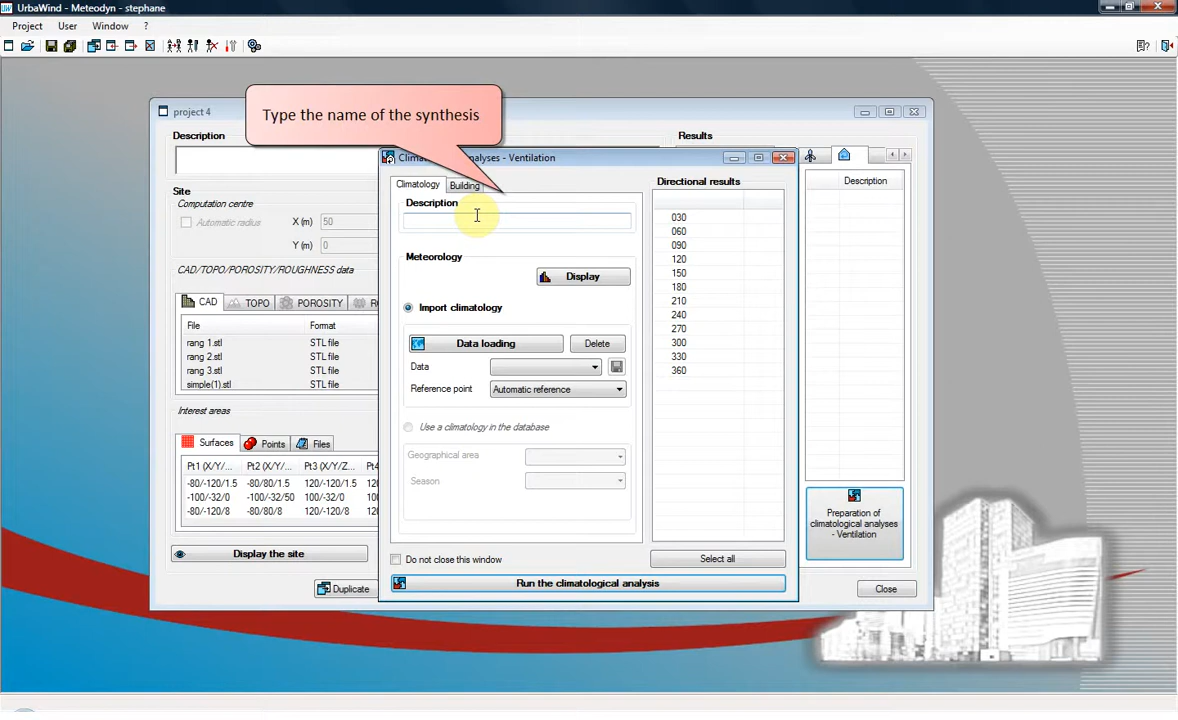 UrbaWind - Meteodyn - stephane
Project User Window ?
project 4
Type the name of the synthesis
Description
Results
Analyses - Ventilation
Climatology
Building
Directional results
Description
Site
Computation centre
Automatic radius
X (m) 50
Y (m) 0
Description
Meteorology
Display
Import climatology
Data loading
Delete
Data
Reference point
Automatic reference
Use a climatology in the database
Geographical area
Season
030
060
090
120
150
180
210
240
270
300
330
360
CAD/TOPO/POROSITY/ROUGHNESS data
CAD
TOPO
POROSITY
File Format
rang 1.stl STL file
rang 2.stl STL file
rang 3.stl STL file
simple(1).stl STL file
Interest areas
Surfaces
Points
Files
Pt1 (X/Y/... Pt2 (X/Y/... Pt3 (X/Y/Z... Pt4
-80/-120/1.5 120/-120/1.5 120/120/1.5 -80/
-100/-32/0 -100/-32/50 100/-32/0 100/
-80/-120/8 -80/80/8 120/-120/8 120/
Display the site
Duplicate
Do not close this window
Select all
Run the climatological analysis
Preparation of
climatological analyses
- Ventilation
Close